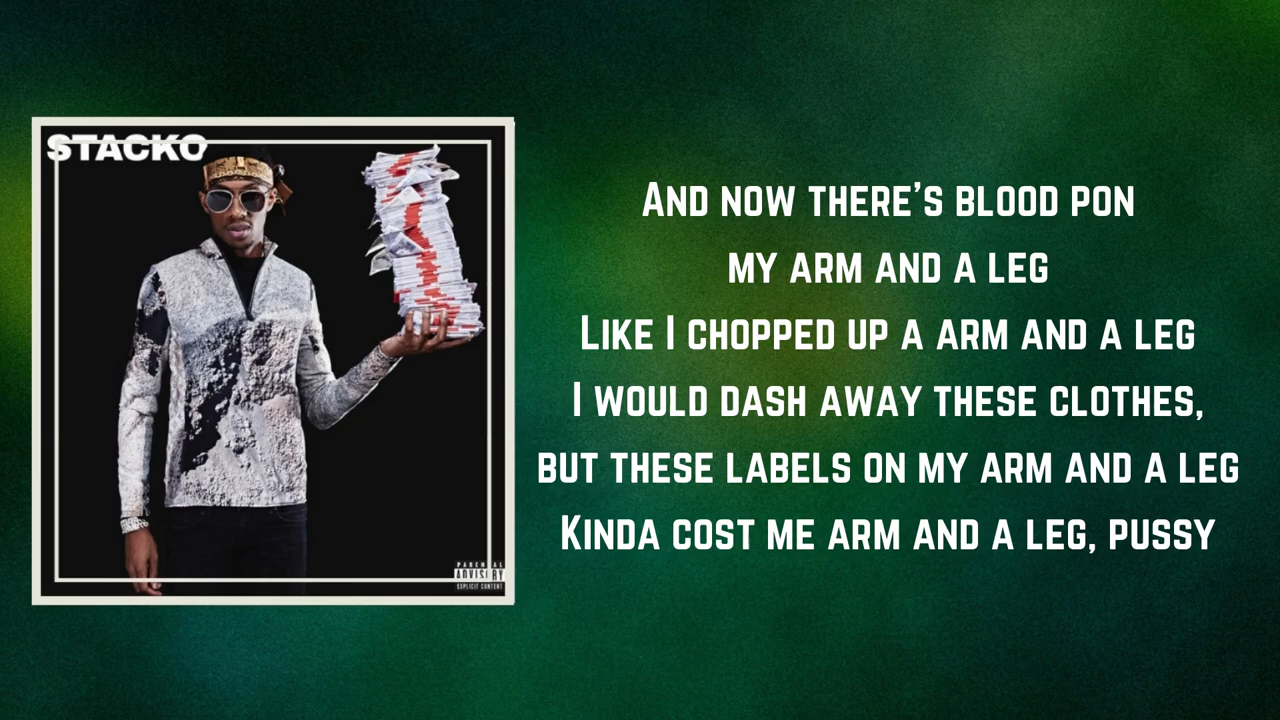 STACKO
PARENTAL
ADVISORY
EXPLICIT CONTENT
And now there's blood pon
my arm and a leg
Like I chopped up a arm and a leg
I would dash away these clothes,
but these labels on my arm and a leg
Kinda cost me arm and a leg, pussy